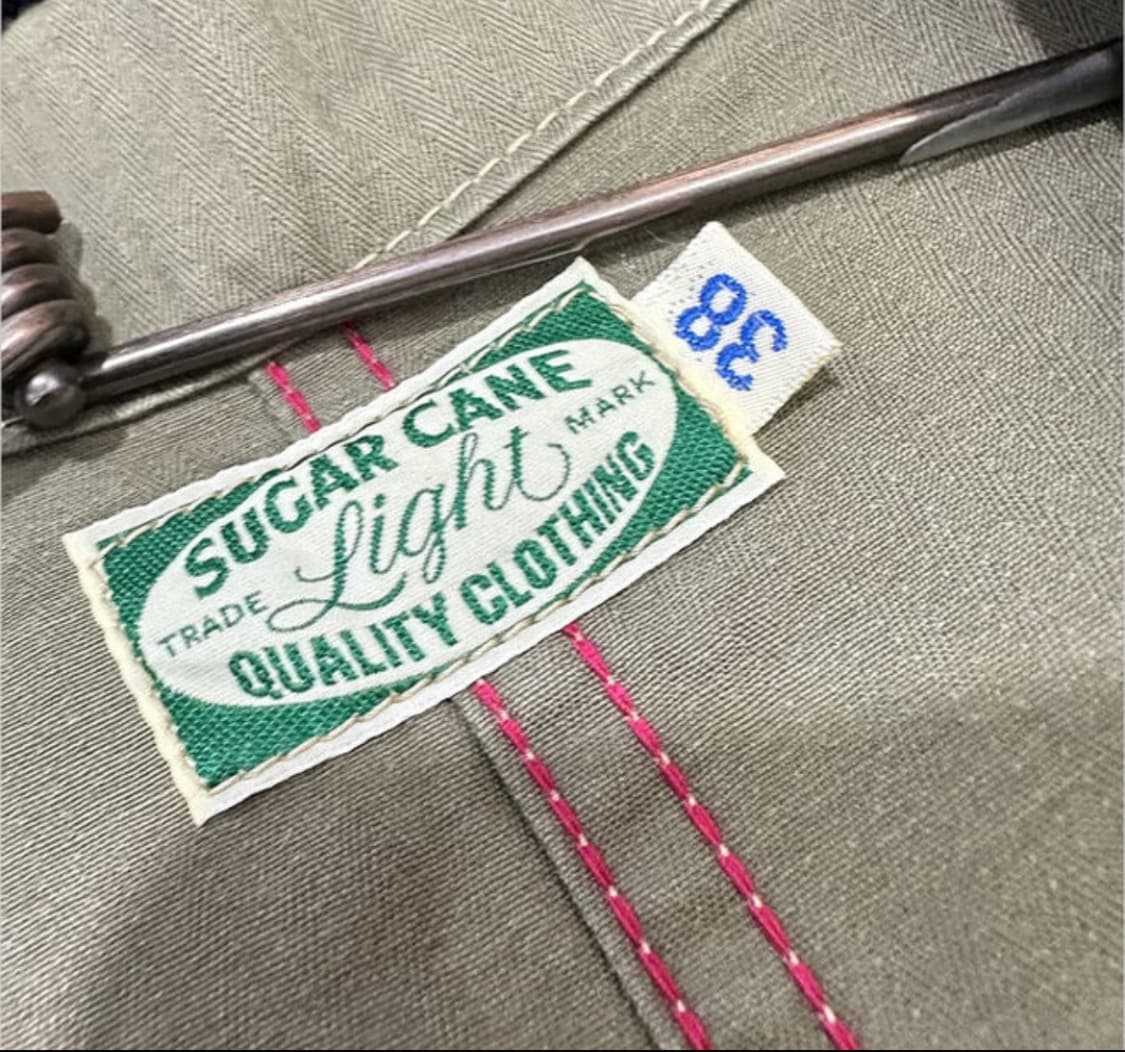 SUGAR CANE
Light
TRADE MARK
QUALITY CLOTHING
38